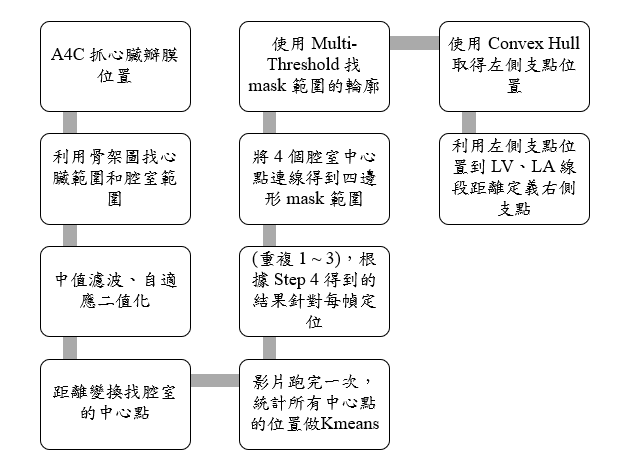 A4C 抓心臟瓣膜
位置
利用骨架圖找心
臟範圍和腔室範
圍
中值濾波、自適
應二值化
距離變換找腔室
的中心點
影片跑完一次，
統計所有中心點
的位置做Kmeans
(重複 1 ~ 3)，根
據 Step 4 得到的
結果針對每幀定
位
將 4 個腔室中心
點連線得到四邊
形 mask 範圍
使用 Multi-
Threshold 找
mask 範圍的輪廓
使用 Convex Hull
取得左側支點位
置
利用左側支點位
置到 LV、LA 線
段距離定義右側
支點